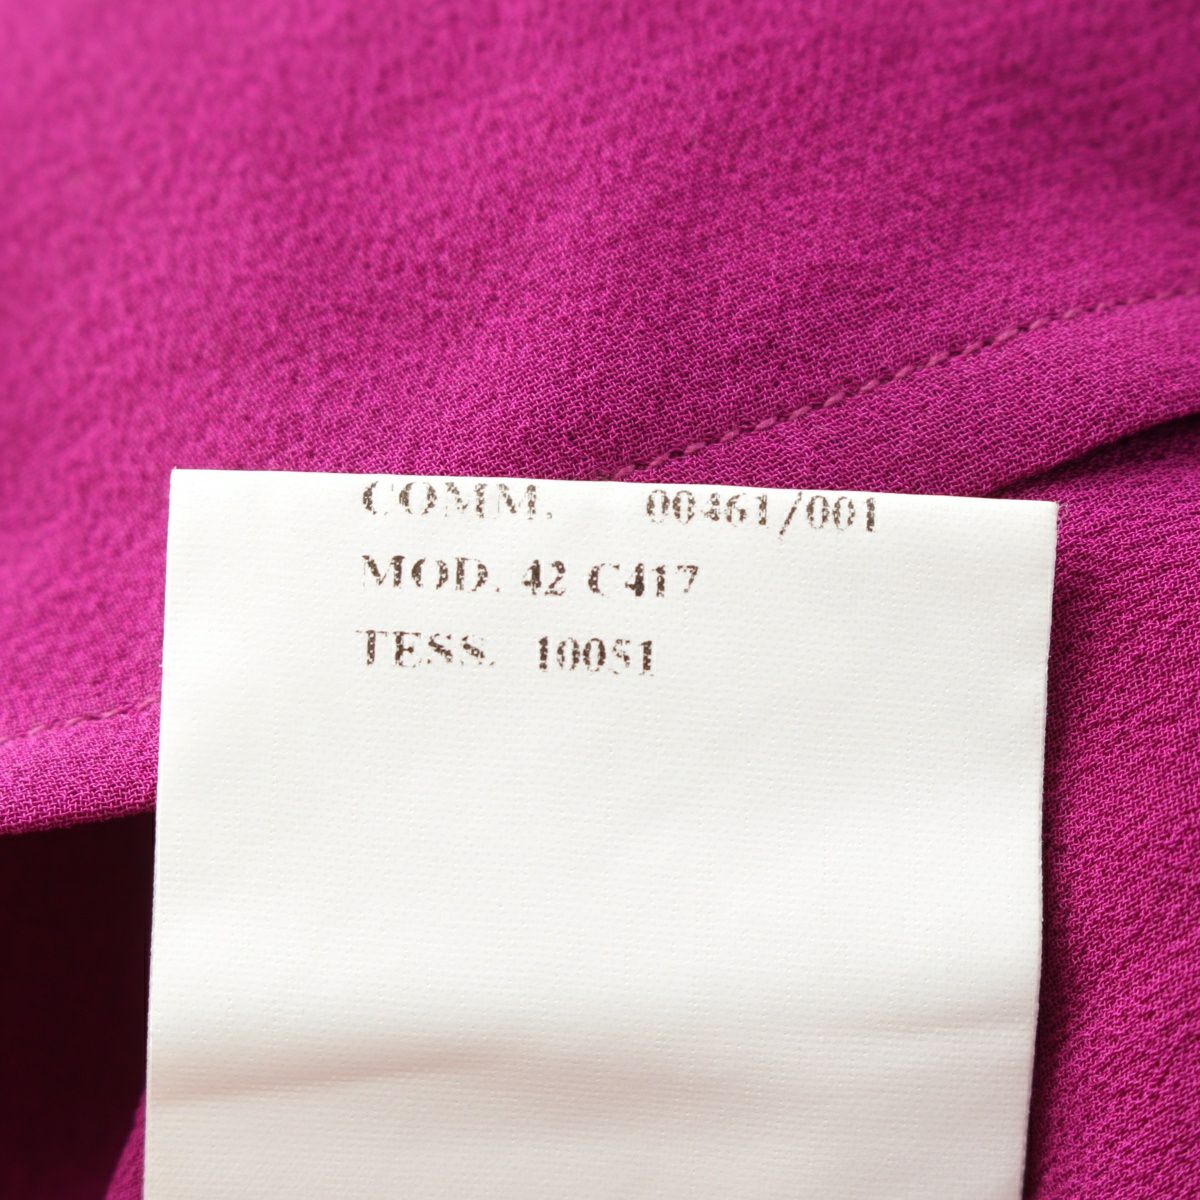 COMM. 00461/001
MOD. 42 C417
TESS. 10051